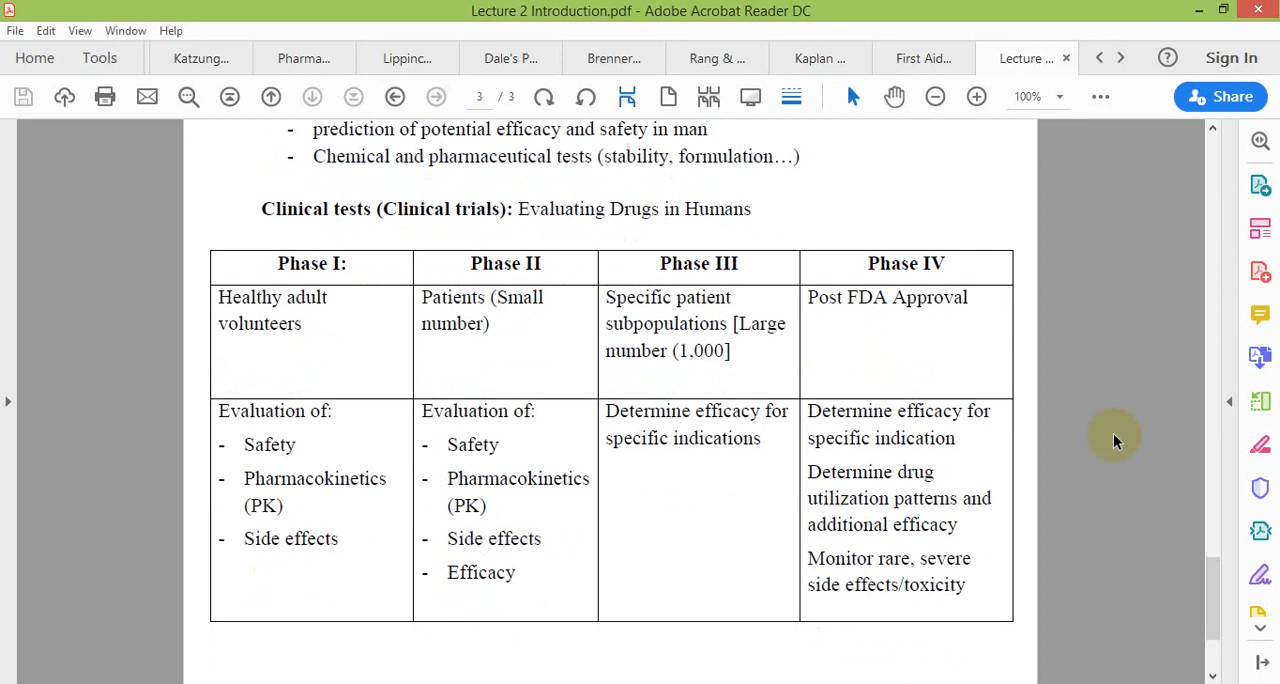 Lecture 2 Introduction.pdf - Adobe Acrobat Reader DC
File Edit View Window Help
Home Tools Katzung... Pharma... Lippinc... Dale's P... Brenner... Rang & ... Kaplan ... First Aid... Lecture ... Sign In
3 / 3 100% Share
- prediction of potential efficacy and safety in man
- Chemical and pharmaceutical tests (stability, formulation…)
Clinical tests (Clinical trials): Evaluating Drugs in Humans
Phase I: Phase II Phase III Phase IV
Healthy adult
volunteers
Patients (Small
number)
Specific patient
subpopulations [Large
number (1,000]
Post FDA Approval
Evaluation of:
- Safety
- Pharmacokinetics
(PK)
- Side effects
Evaluation of:
- Safety
- Pharmacokinetics
(PK)
- Side effects
- Efficacy
Determine efficacy for
specific indications
Determine efficacy for
specific indication
Determine drug
utilization patterns and
additional efficacy
Monitor rare, severe
side effects/toxicity